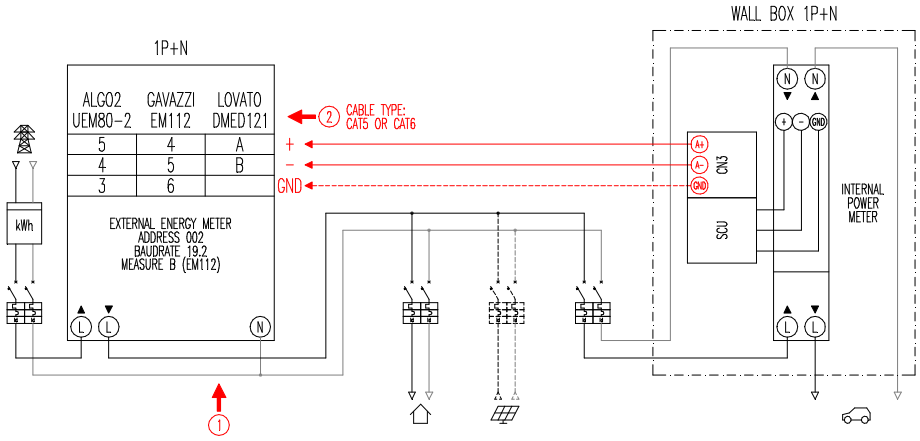 WALL BOX 1P+N
1P+N
ALGO2 GAVAZZI LOVATO
UEM80-2 EM112 DMED121
2 CABLE TYPE:
CAT5 OR CAT6
5 4 A +
4 5 B -
3 6 GND
A+
A-
GND
CN3
SCU
N N
+ - GND
INTERNAL
POWER
METER
kWh
EXTERNAL ENERGY METER
ADDRESS 002
BAUDRATE 19.2
MEASURE B (EM112)
L L N
L L
1